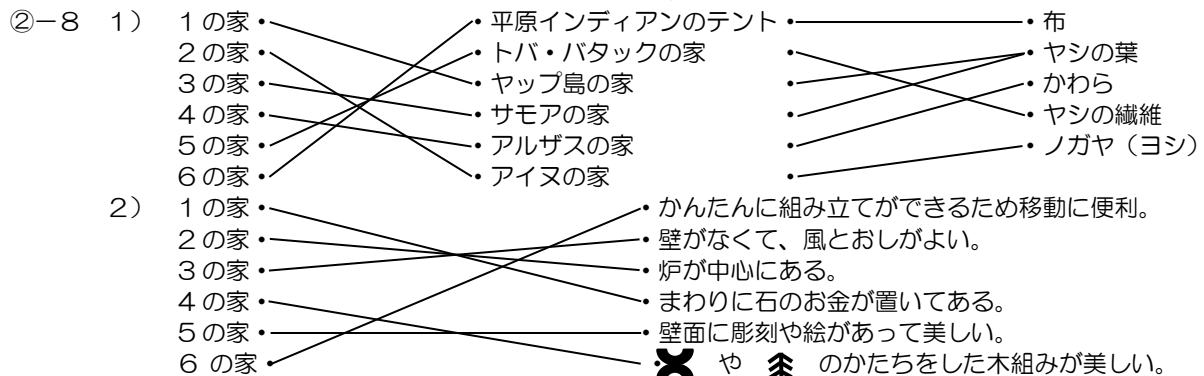 ②－８ １） １の家・ ・平原インディアンのテント・ ・布
２の家・ ・トバ・バタックの家 ・ ・ヤシの葉
３の家・ ・ヤップ島の家 ・ ・かわら
４の家・ ・サモアの家 ・ ・ヤシの繊維
５の家・ ・アルザスの家 ・ ・ノガヤ（ヨシ）
６の家・ ・アイヌの家 ・
２） １の家・ ・かんたんに組み立てができるため移動に便利。
２の家・ ・壁がなくて、風とおしがよい。
３の家・ ・炉が中心にある。
４の家・ ・まわりに石のお金が置いてある。
５の家・ ・壁面に彫刻や絵があって美しい。
６ の家・ ・ や のかたちをした木組みが美しい。